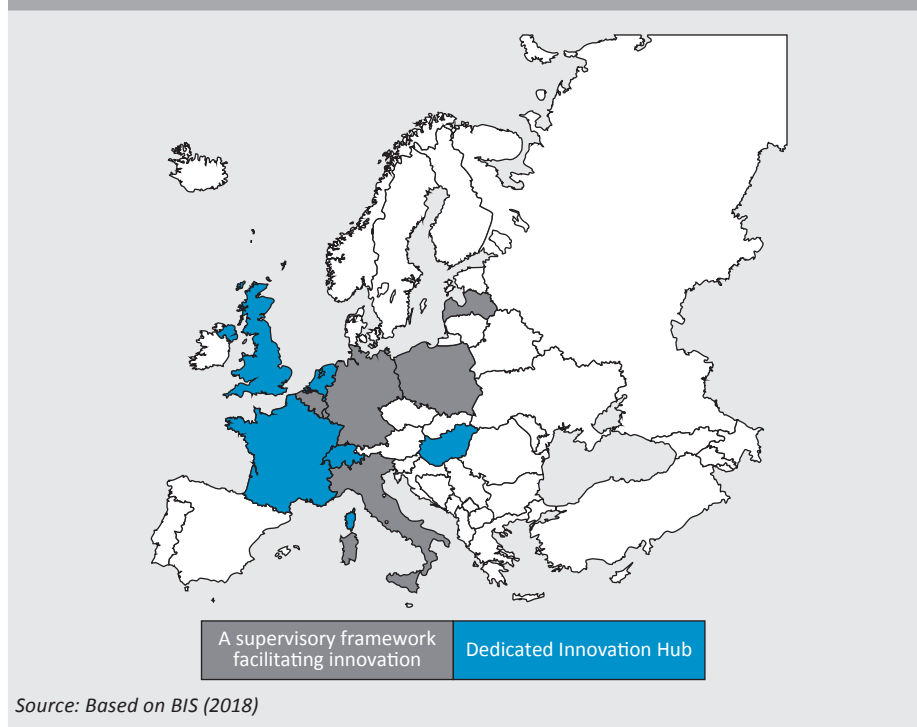 A supervisory framework
facilitating innovation
Dedicated Innovation Hub
Source: Based on BIS (2018)